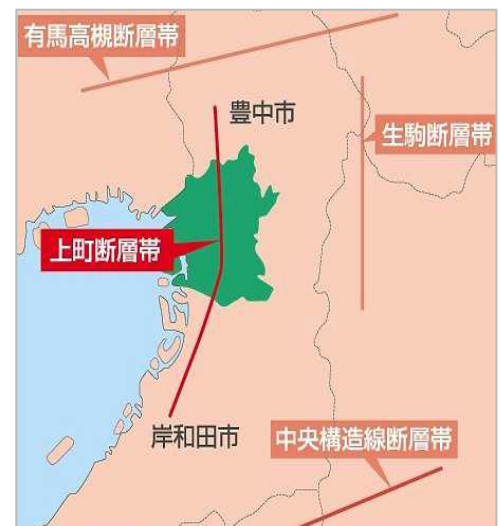 有馬高槻断層帯
豊中市
生駒断層帯
上町断層帯
岸和田市
中央構造線断層帯